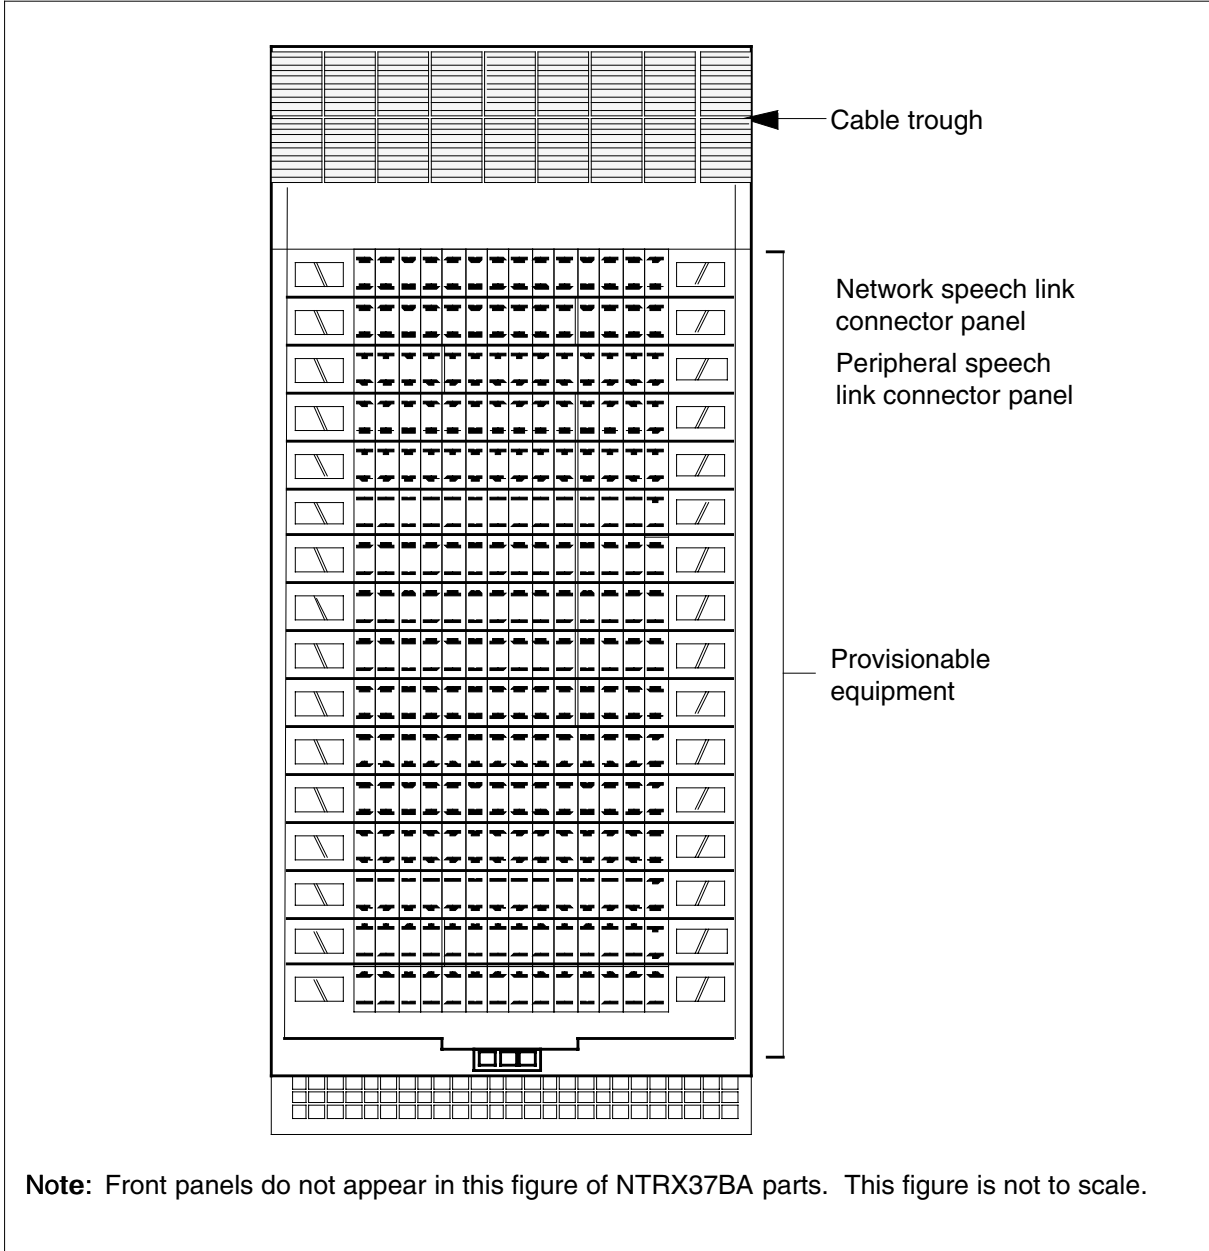 Cable trough
Network speech link
connector panel
Peripheral speech
link connector panel
Provisionable
equipment
Note: Front panels do not appear in this figure of NTRX37BA parts. This figure is not to scale.